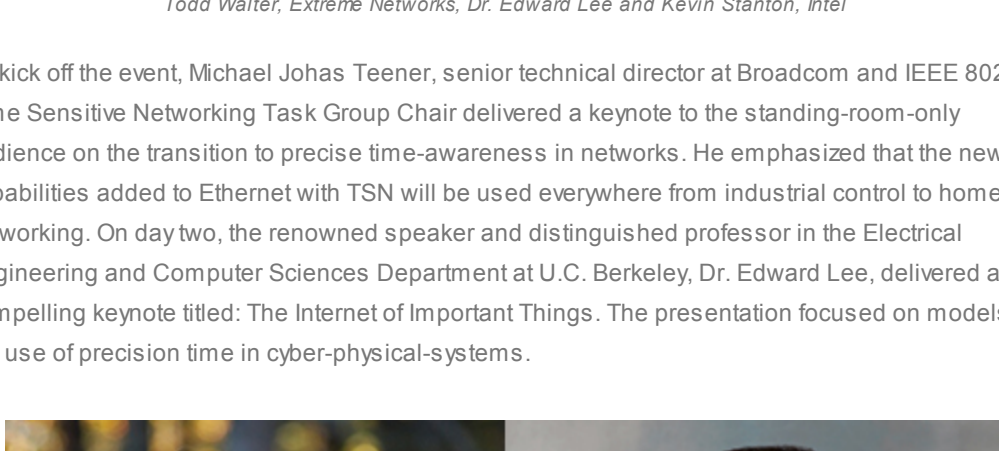 Todd Walter, Extreme Networks, Dr. Edward Lee and Kevin Stanton, Intel
kick off the event, Michael Johas Teener, senior technical director at Broadcom and IEEE 802
ne Sensitive Networking Task Group Chair delivered a keynote to the standing-room-only
dience on the transition to precise time-awareness in networks. He emphasized that the new
pabilities added to Ethernet with TSN will be used everywhere from industrial control to home
working. On day two, the renowned speaker and distinguished professor in the Electrical
gineering and Computer Sciences Department at U.C. Berkeley, Dr. Edward Lee, delivered a
mpelling keynote titled: The Internet of Important Things. The presentation focused on models
use of precision time in cyber-physical-systems.